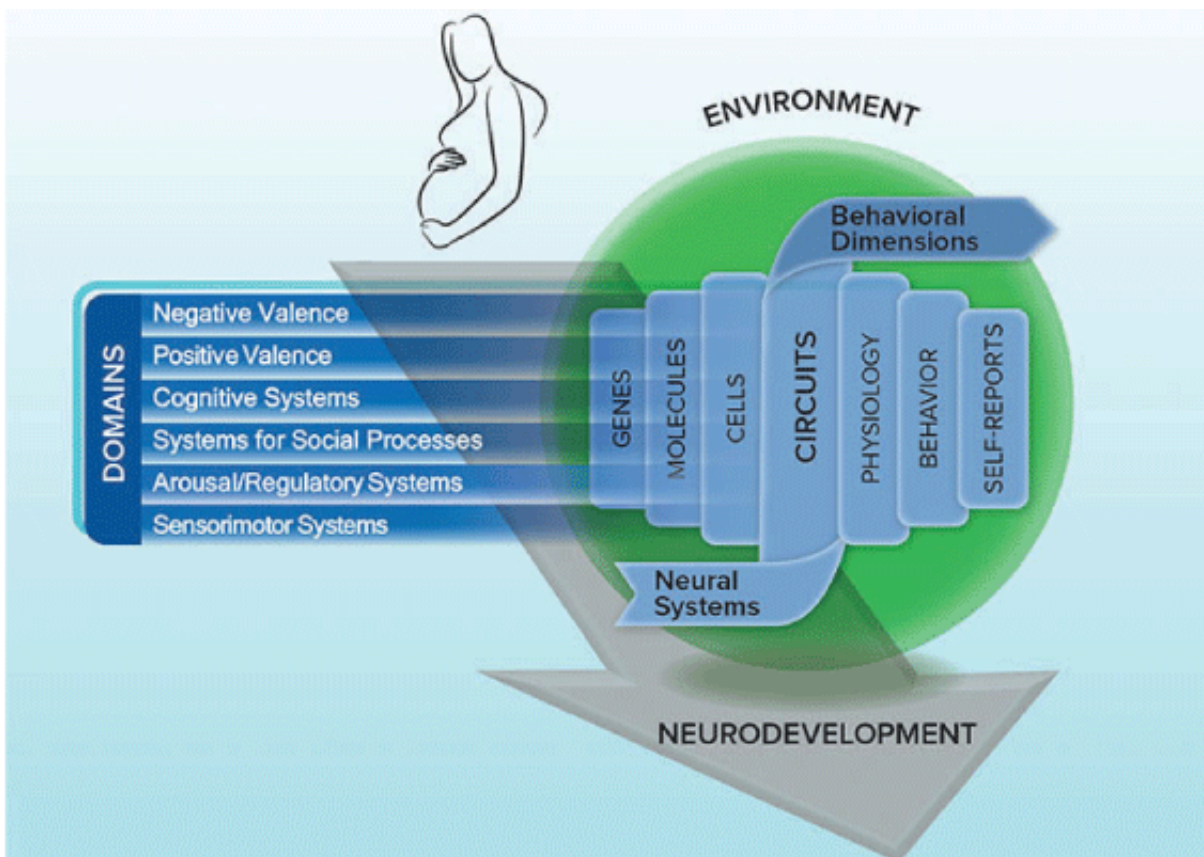 ENVIRONMENT
Behavioral
Dimensions
DOMAINS
Negative Valence
Positive Valence
Cognitive Systems
Systems for Social Processes
Arousal/Regulatory Systems
Sensorimotor Systems
GENES
MOLECULES
CELLS
CIRCUITS
PHYSIOLOGY
BEHAVIOR
SELF-REPORTS
Neural
Systems
NEURODEVELOPMENT